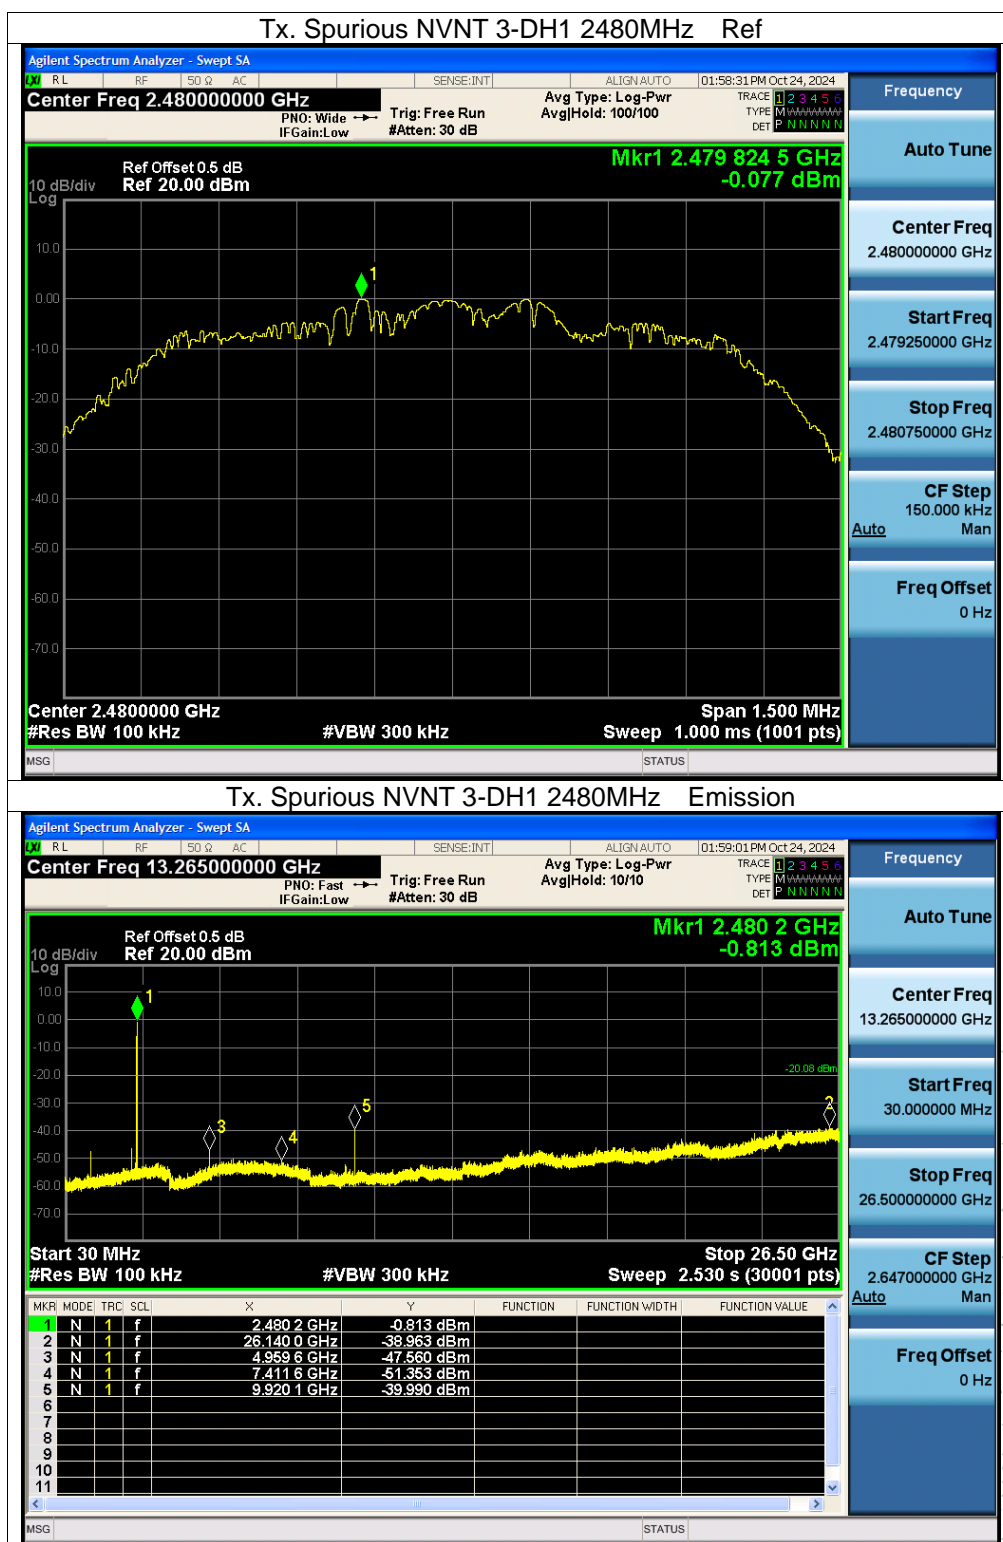 Tx. Spurious NVNT 3-DH1 2480MHz Ref
Agilent Spectrum Analyzer - Swept SA
LXI RL RF 50 Ω AC SENSE:INT ALIGN AUTO 01:58:31 PM Oct 24, 2024
Center Freq 2.480000000 GHz
PNO: Wide
IFGain:Low
Trig: Free Run
#Atten: 30 dB
Avg Type: Log-Pwr
Avg|Hold: 100/100
TRACE 1 2 3 4 5 6
TYPE M WWWWW
DET P N N N N N
Frequency
Auto Tune
Center Freq
2.480000000 GHz
Start Freq
2.479250000 GHz
Stop Freq
2.480750000 GHz
CF Step
150.000 kHz
Auto Man
Freq Offset
0 Hz
Mkr1 2.479 824 5 GHz
-0.077 dBm
Ref Offset 0.5 dB
10 dB/div Ref 20.00 dBm
Log
10.0
0.00
-10.0
-20.0
-30.0
-40.0
-50.0
-60.0
-70.0
1
Center 2.4800000 GHz Span 1.500 MHz
#Res BW 100 kHz #VBW 300 kHz Sweep 1.000 ms (1001 pts)
MSG STATUS
Tx. Spurious NVNT 3-DH1 2480MHz Emission
Agilent Spectrum Analyzer - Swept SA
LXI RL RF 50 Ω AC SENSE:INT ALIGN AUTO 01:59:01 PM Oct 24, 2024
Center Freq 13.265000000 GHz
PNO: Fast
IFGain:Low
Trig: Free Run
#Atten: 30 dB
Avg Type: Log-Pwr
Avg|Hold: 10/10
TRACE 1 2 3 4 5 6
TYPE M WWWWW
DET P N N N N N
Frequency
Auto Tune
Center Freq
13.265000000 GHz
Start Freq
30.000000 MHz
Stop Freq
26.500000000 GHz
CF Step
2.647000000 GHz
Auto Man
Freq Offset
0 Hz
Mkr1 2.480 2 GHz
-0.813 dBm
Ref Offset 0.5 dB
10 dB/div Ref 20.00 dBm
Log
10.0
0.00
-10.0
-20.0
-30.0
-40.0
-50.0
-60.0
-70.0
1
-20.08 dBm
5
2
3
4
Start 30 MHz Stop 26.50 GHz
#Res BW 100 kHz #VBW 300 kHz Sweep 2.530 s (30001 pts)
MKR MODE TRC SCL X Y FUNCTION FUNCTION WIDTH FUNCTION VALUE
1 N 1 f 2.480 2 GHz -0.813 dBm
2 N 1 f 26.140 0 GHz -38.963 dBm
3 N 1 f 4.959 6 GHz -47.560 dBm
4 N 1 f 7.411 6 GHz -51.353 dBm
5 N 1 f 9.920 1 GHz -39.990 dBm
6
7
8
9
10
11
MSG STATUS